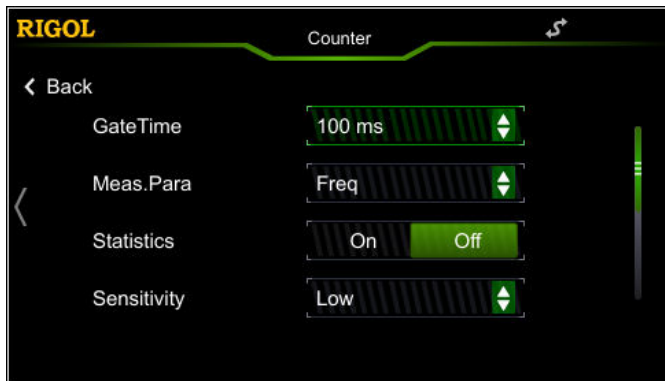 RIGOL
Counter
Back
GateTime 100 ms
Meas.Para Freq
Statistics On Off
Sensitivity Low